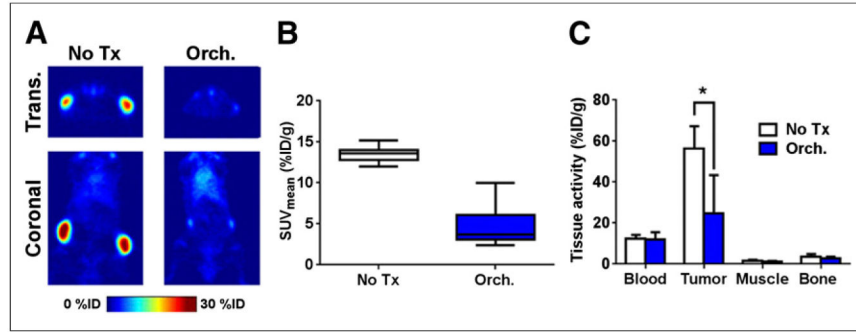 A
No Tx Orch.
Trans.
Coronal
0 %ID 30 %ID
B
SUVmean (%ID/g)
20
15
10
5
0
No Tx Orch.
C
Tissue activity (%ID/g)
80
60
40
20
0
*
No Tx
Orch.
Blood Tumor Muscle Bone